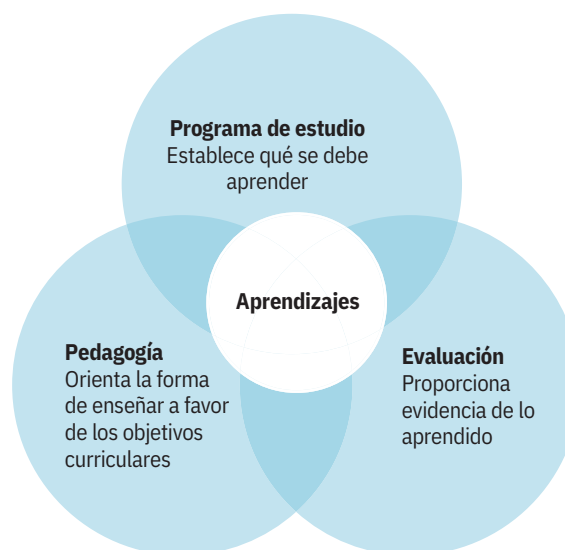 Programa de estudio
Establece qué se debe
aprender
Aprendizajes
Pedagogía
Orienta la forma
de enseñar a favor
de los objetivos
curriculares
Evaluación
Proporciona
evidencia de lo
aprendido